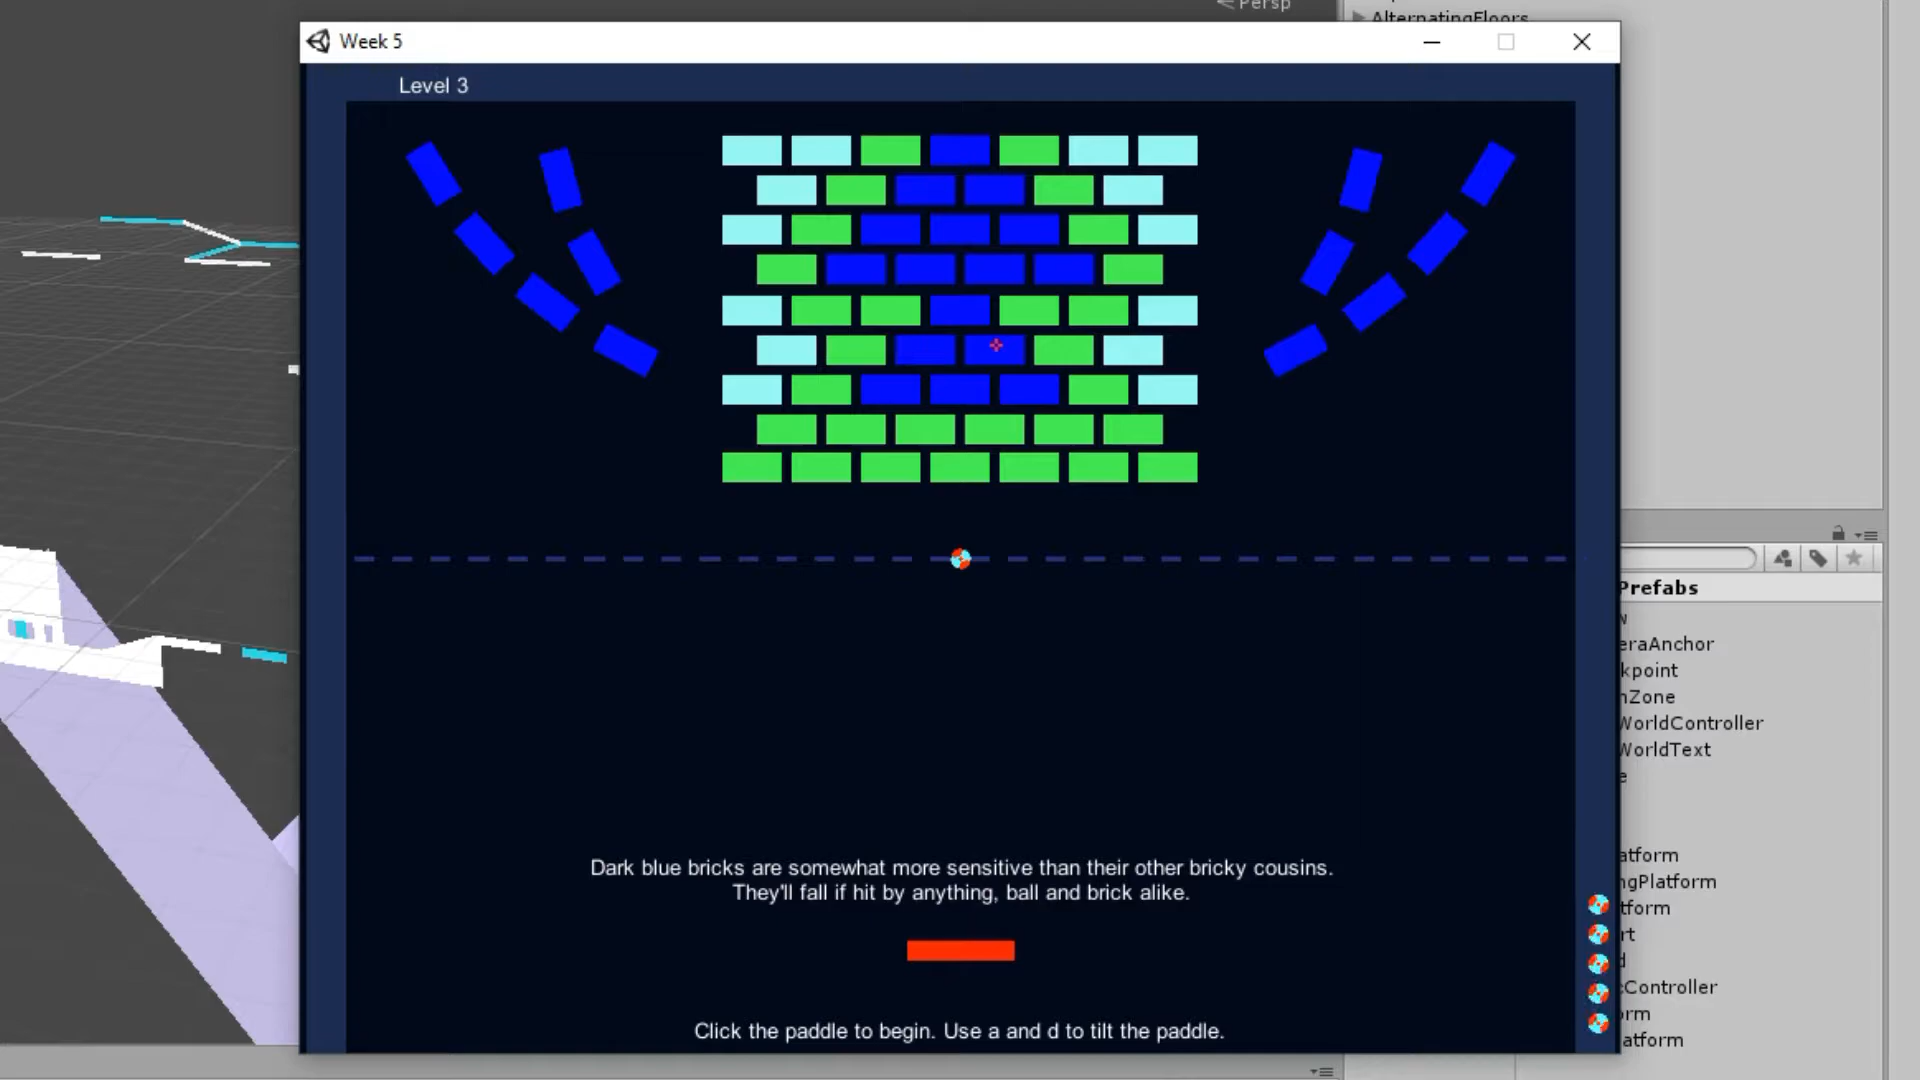 Persp
AlternatingFloors
Week 5
Level 3
Prefabs
eraAnchor
kpoint
nZone
WorldController
WorldText
e
atform
ngPlatform
tform
rt
d
cController
rm
atform
Dark blue bricks are somewhat more sensitive than their other bricky cousins.
They'll fall if hit by anything, ball and brick alike.
Click the paddle to begin. Use a and d to tilt the paddle.